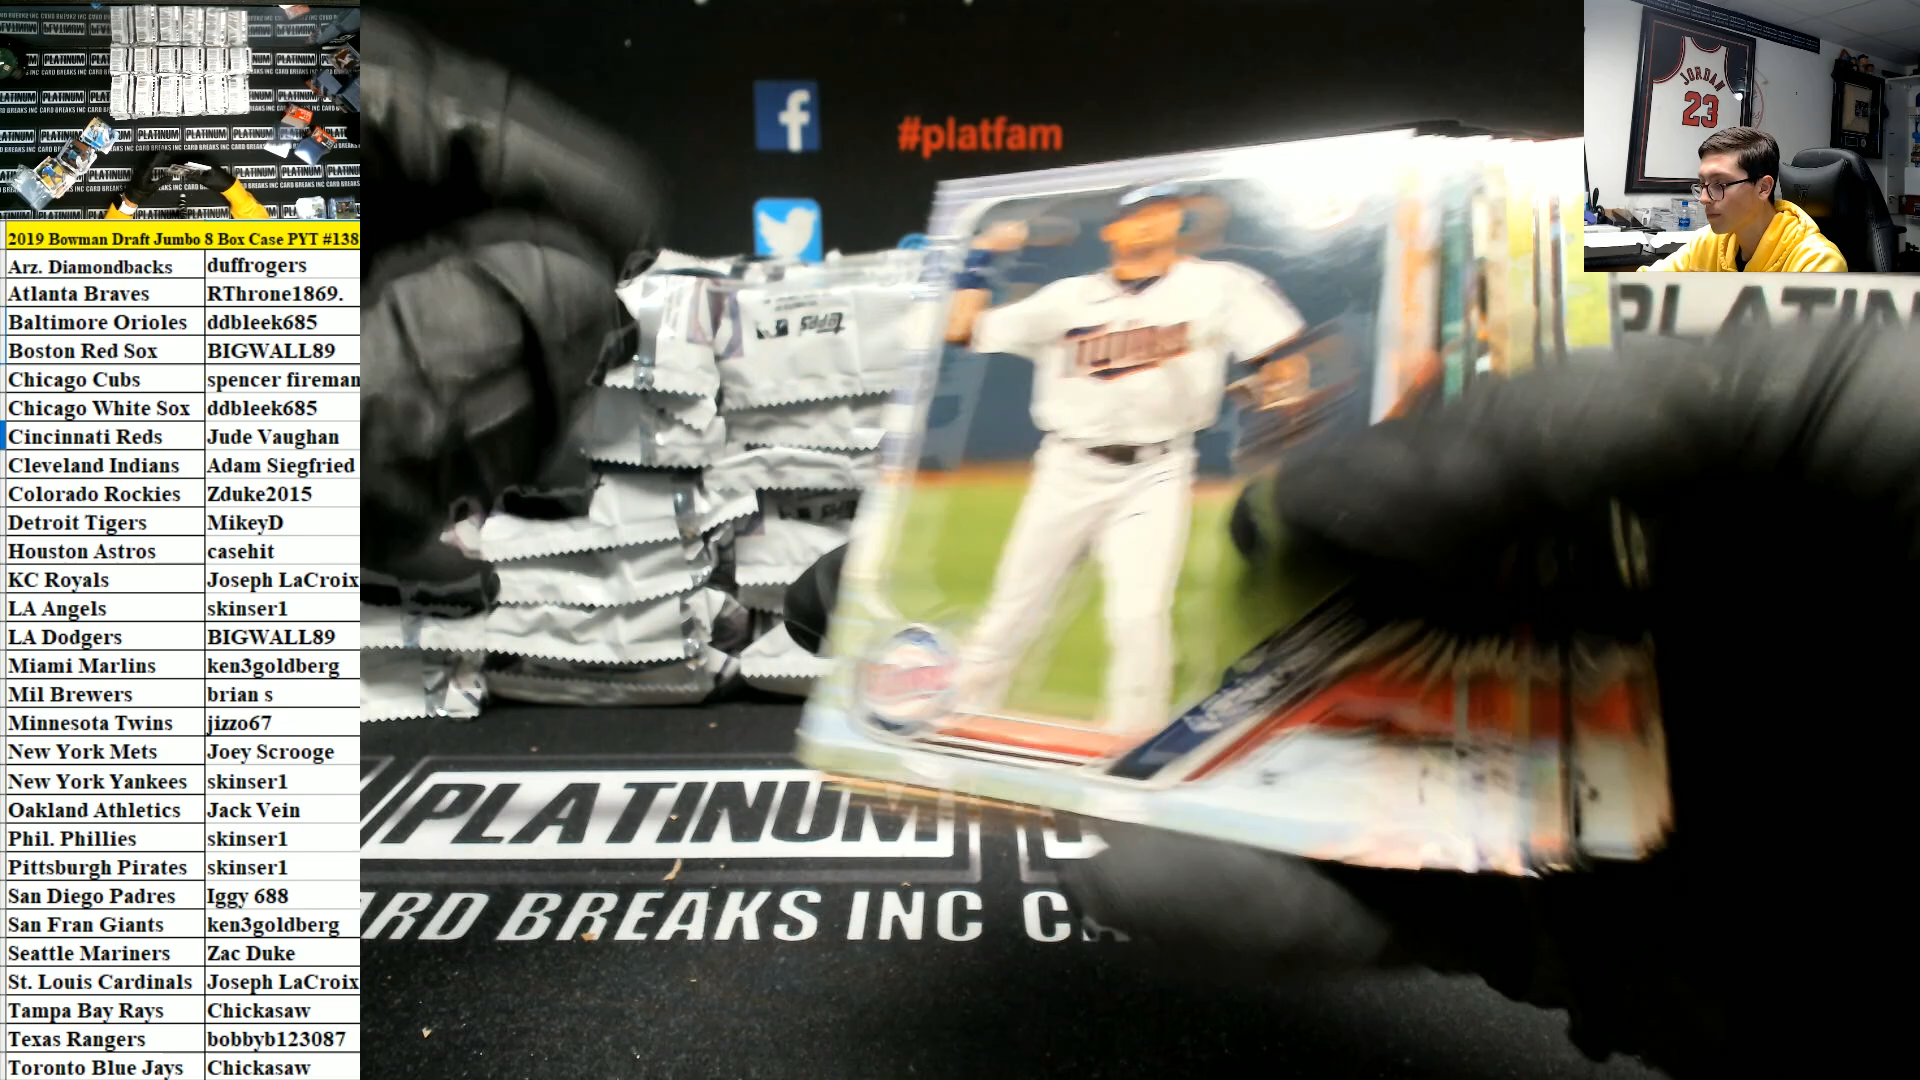 2019 Bowman Draft Jumbo 8 Box Case PYT #138
Arz. Diamondbacks duffrogers
Atlanta Braves RThrone1869.
Baltimore Orioles ddbleek685
Boston Red Sox BIGWALL89
Chicago Cubs spencer fireman
Chicago White Sox ddbleek685
Cincinnati Reds Jude Vaughan
Cleveland Indians Adam Siegfried
Colorado Rockies Zduke2015
Detroit Tigers MikeyD
Houston Astros casehit
KC Royals Joseph LaCroix
LA Angels skinser1
LA Dodgers BIGWALL89
Miami Marlins ken3goldberg
Mil Brewers brian s
Minnesota Twins jizzo67
New York Mets Joey Scrooge
New York Yankees skinser1
Oakland Athletics Jack Vein
Phil. Phillies skinser1
Pittsburgh Pirates skinser1
San Diego Padres Iggy 688
San Fran Giants ken3goldberg
Seattle Mariners Zac Duke
St. Louis Cardinals Joseph LaCroix
Tampa Bay Rays Chickasaw
Texas Rangers bobbyb123087
Toronto Blue Jays Chickasaw
#platfam
topps
PLATINUM
RD BREAKS INC C
PLATIN
JORDAN
23